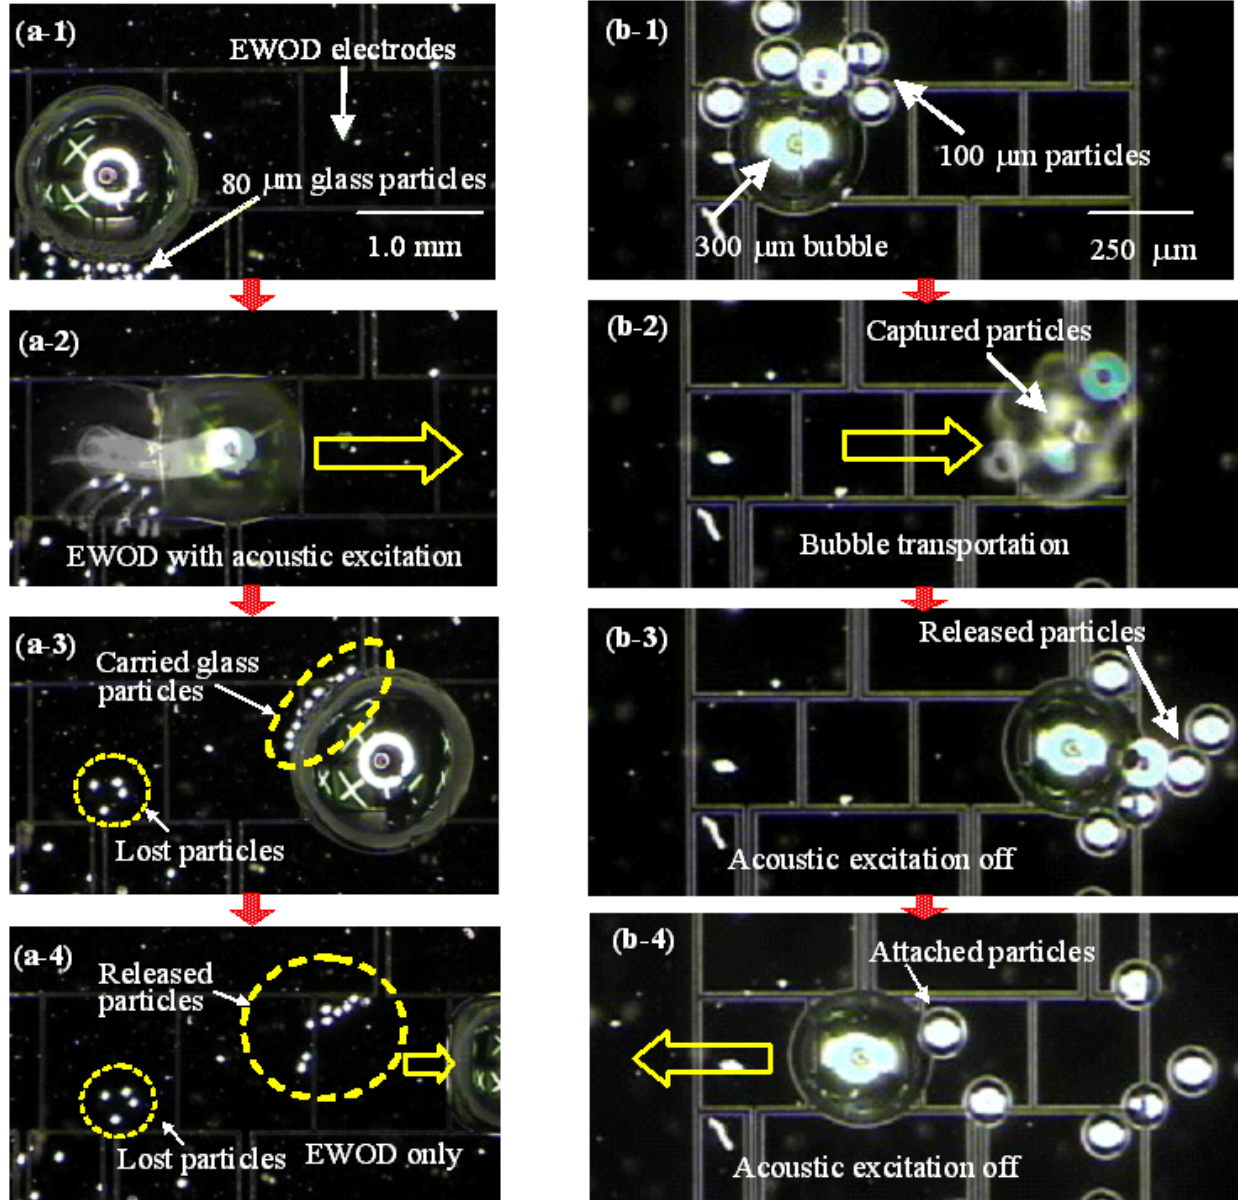 (a-1)
EWOD electrodes
80 μm glass particles
1.0 mm
(a-2)
EWOD with acoustic excitation
(a-3)
Carried glass
particles
Lost particles
(a-4)
Released
particles
Lost particles
EWOD only
(b-1)
100 μm particles
300 μm bubble
250 μm
(b-2)
Captured particles
Bubble transportation
(b-3)
Released particles
Acoustic excitation off
(b-4)
Attached particles
Acoustic excitation off